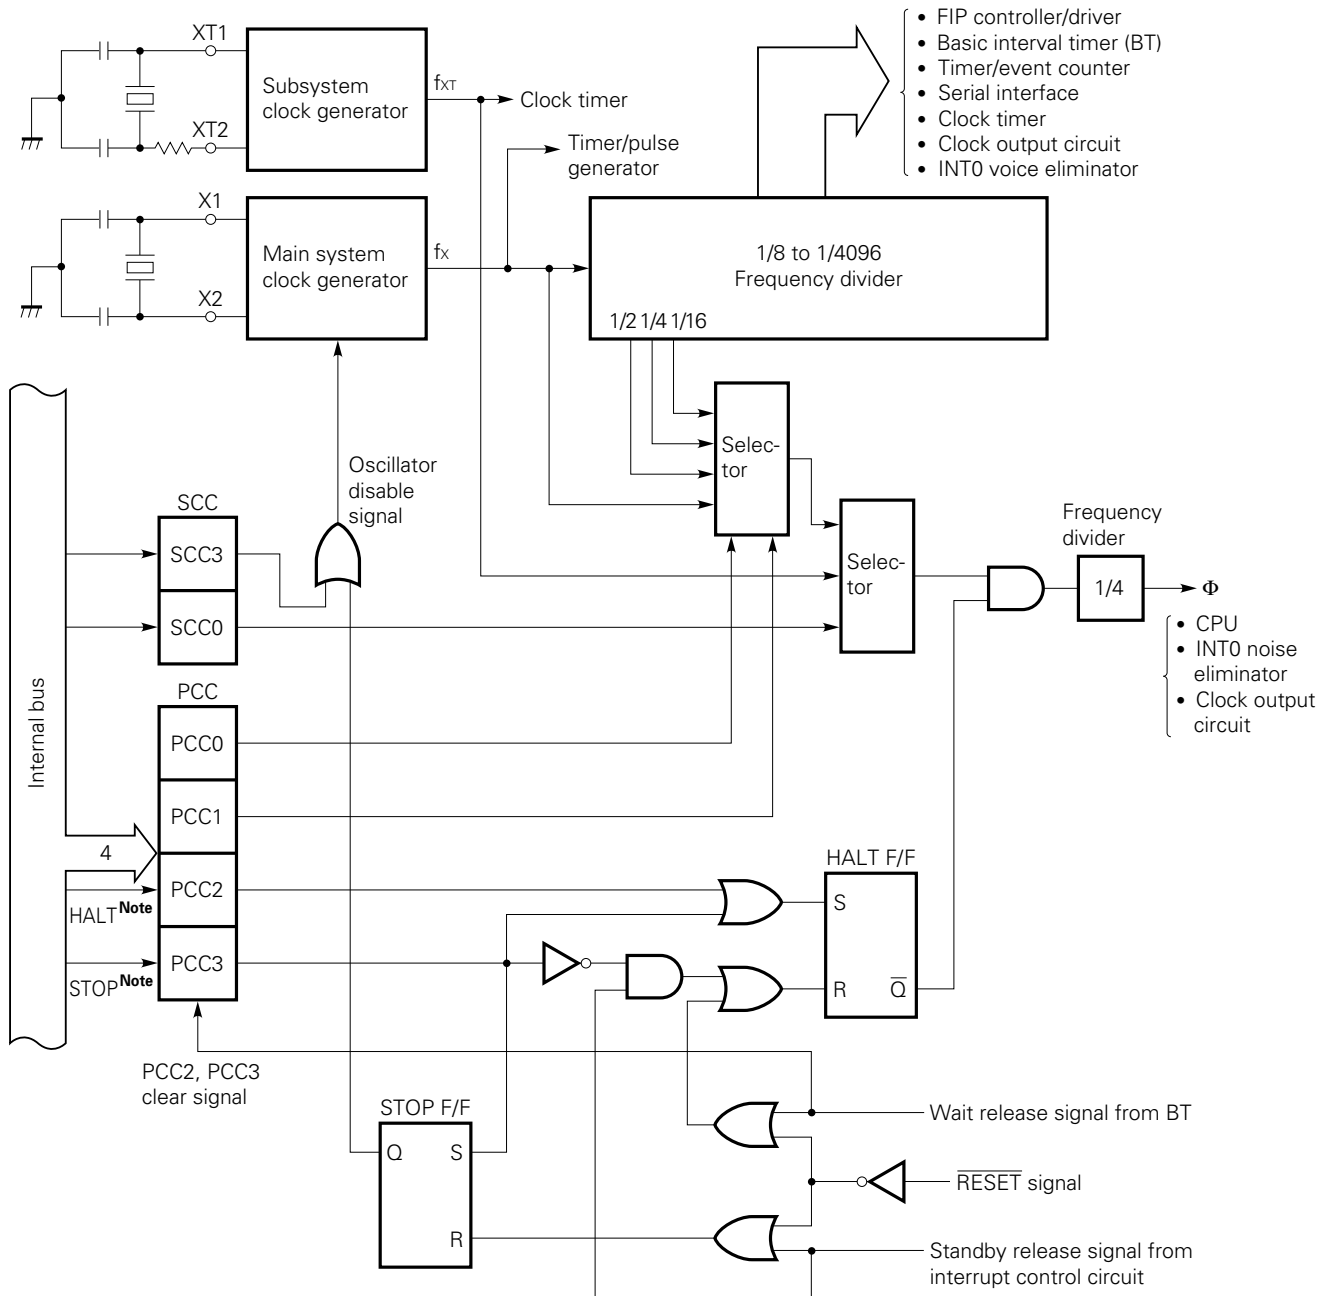 XT1
XT2
Subsystem
clock generator
fXT
Clock timer
Timer/pulse
generator
• FIP controller/driver
• Basic interval timer (BT)
• Timer/event counter
• Serial interface
• Clock timer
• Clock output circuit
• INT0 voice eliminator
X1
X2
Main system
clock generator
fX
1/8 to 1/4096
Frequency divider
1/2 1/4 1/16
Selec-
tor
Oscillator
disable
signal
Internal bus
SCC
SCC3
SCC0
Selec-
tor
Frequency
divider
1/4
Φ
• CPU
• INT0 noise
eliminator
• Clock output
circuit
PCC
PCC0
PCC1
PCC2
PCC3
4
HALT Note
STOP Note
HALT F/F
S
R
Q̅
PCC2, PCC3
clear signal
STOP F/F
Q
S
R
Wait release signal from BT
R̅E̅S̅E̅T̅ signal
Standby release signal from
interrupt control circuit